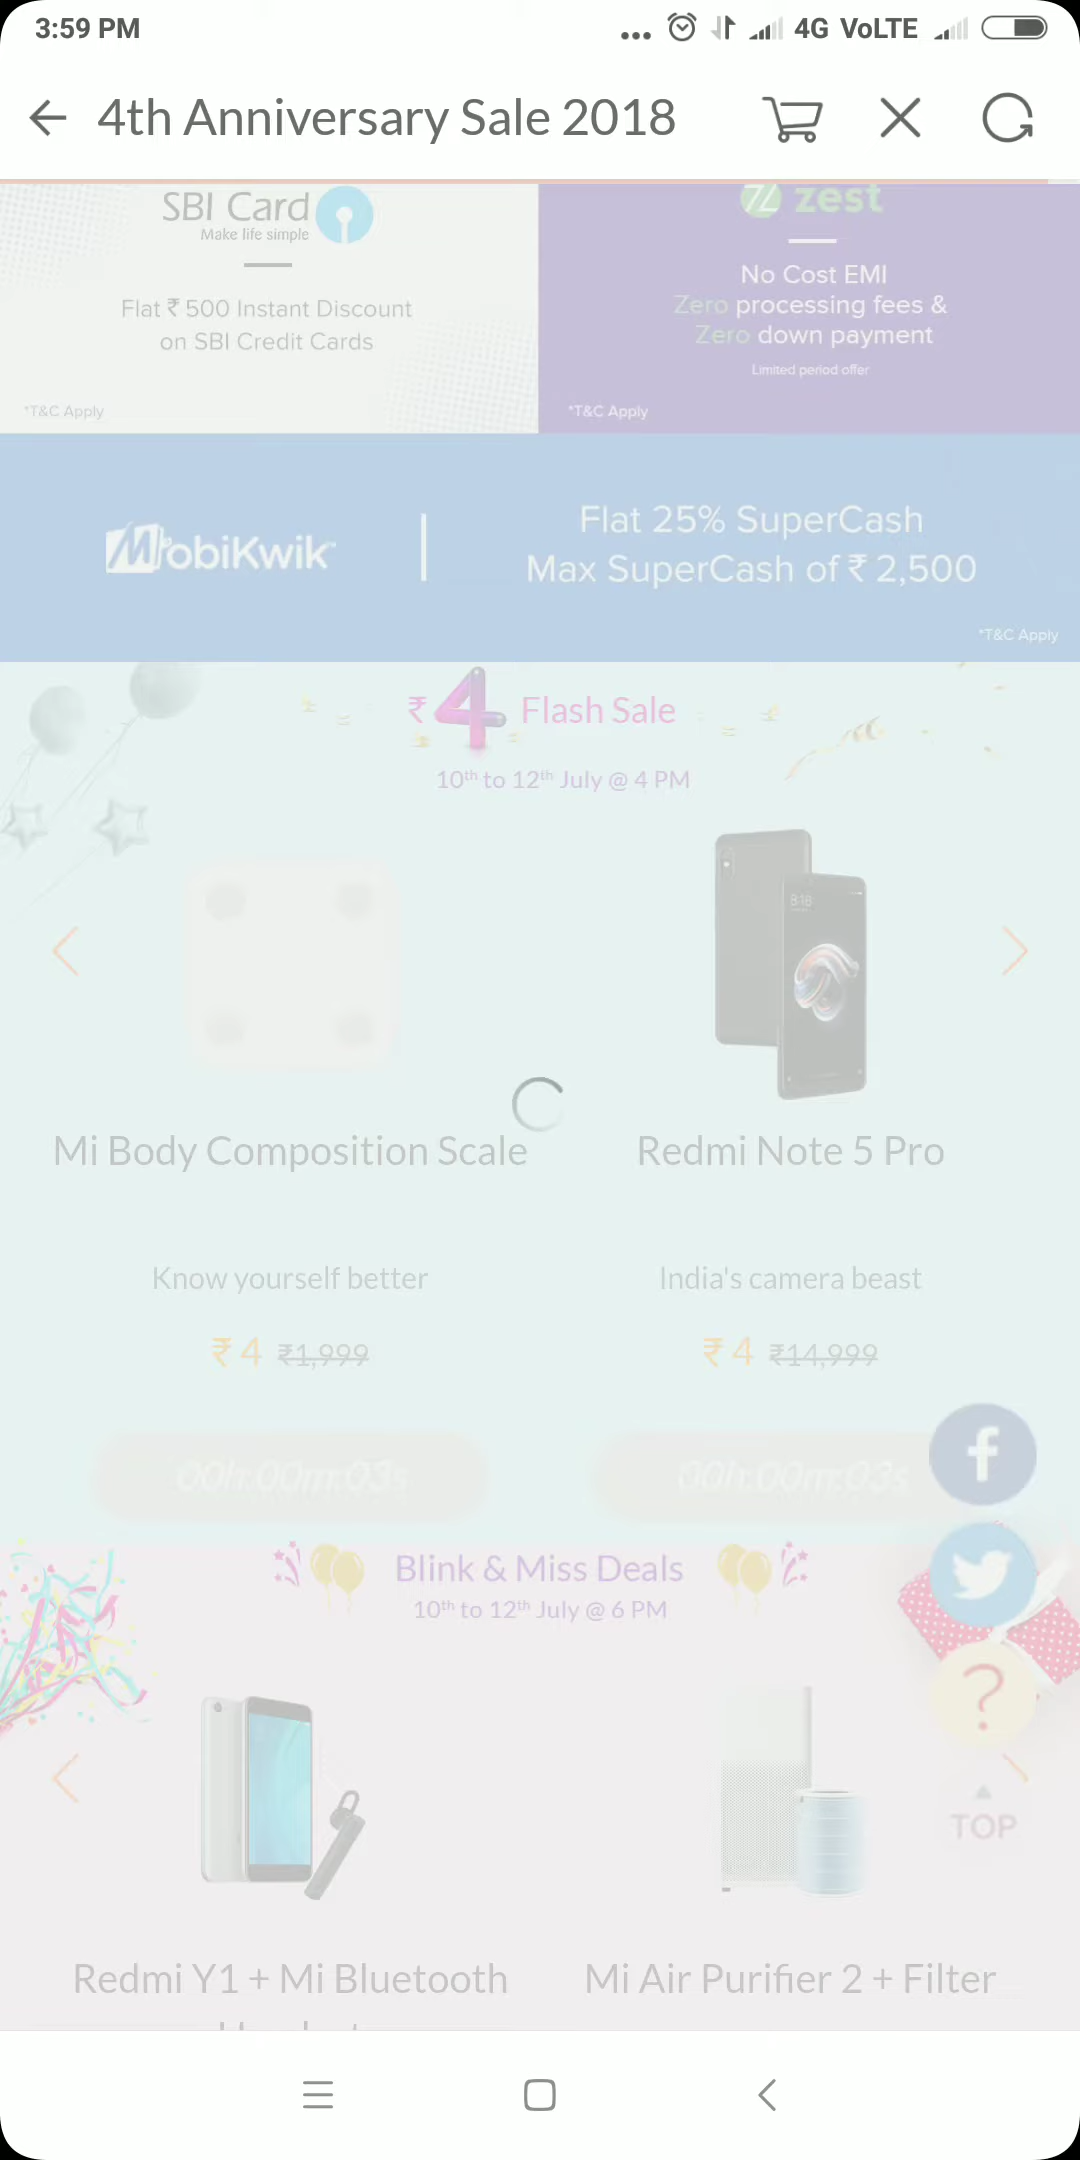 3:59 PM
4G VoLTE
4th Anniversary Sale 2018
SBI Card
Make life simple
Flat ₹ 500 Instant Discount
on SBI Credit Cards
*T&C Apply
zest
No Cost EMI
Zero processing fees &
Zero down payment
Limited period offer
*T&C Apply
MobiKwik
Flat 25% SuperCash
Max SuperCash of ₹ 2,500
*T&C Apply
₹ 4 Flash Sale
10th to 12th July @ 4 PM
8:18
Mi Body Composition Scale
Redmi Note 5 Pro
Know yourself better
India's camera beast
₹ 4 ₹1,999
₹ 4 ₹14,999
00h:00m:03s
00h:00m:03s
Blink & Miss Deals
10th to 12th July @ 6 PM
?
TOP
Redmi Y1 + Mi Bluetooth
Mi Air Purifier 2 + Filter